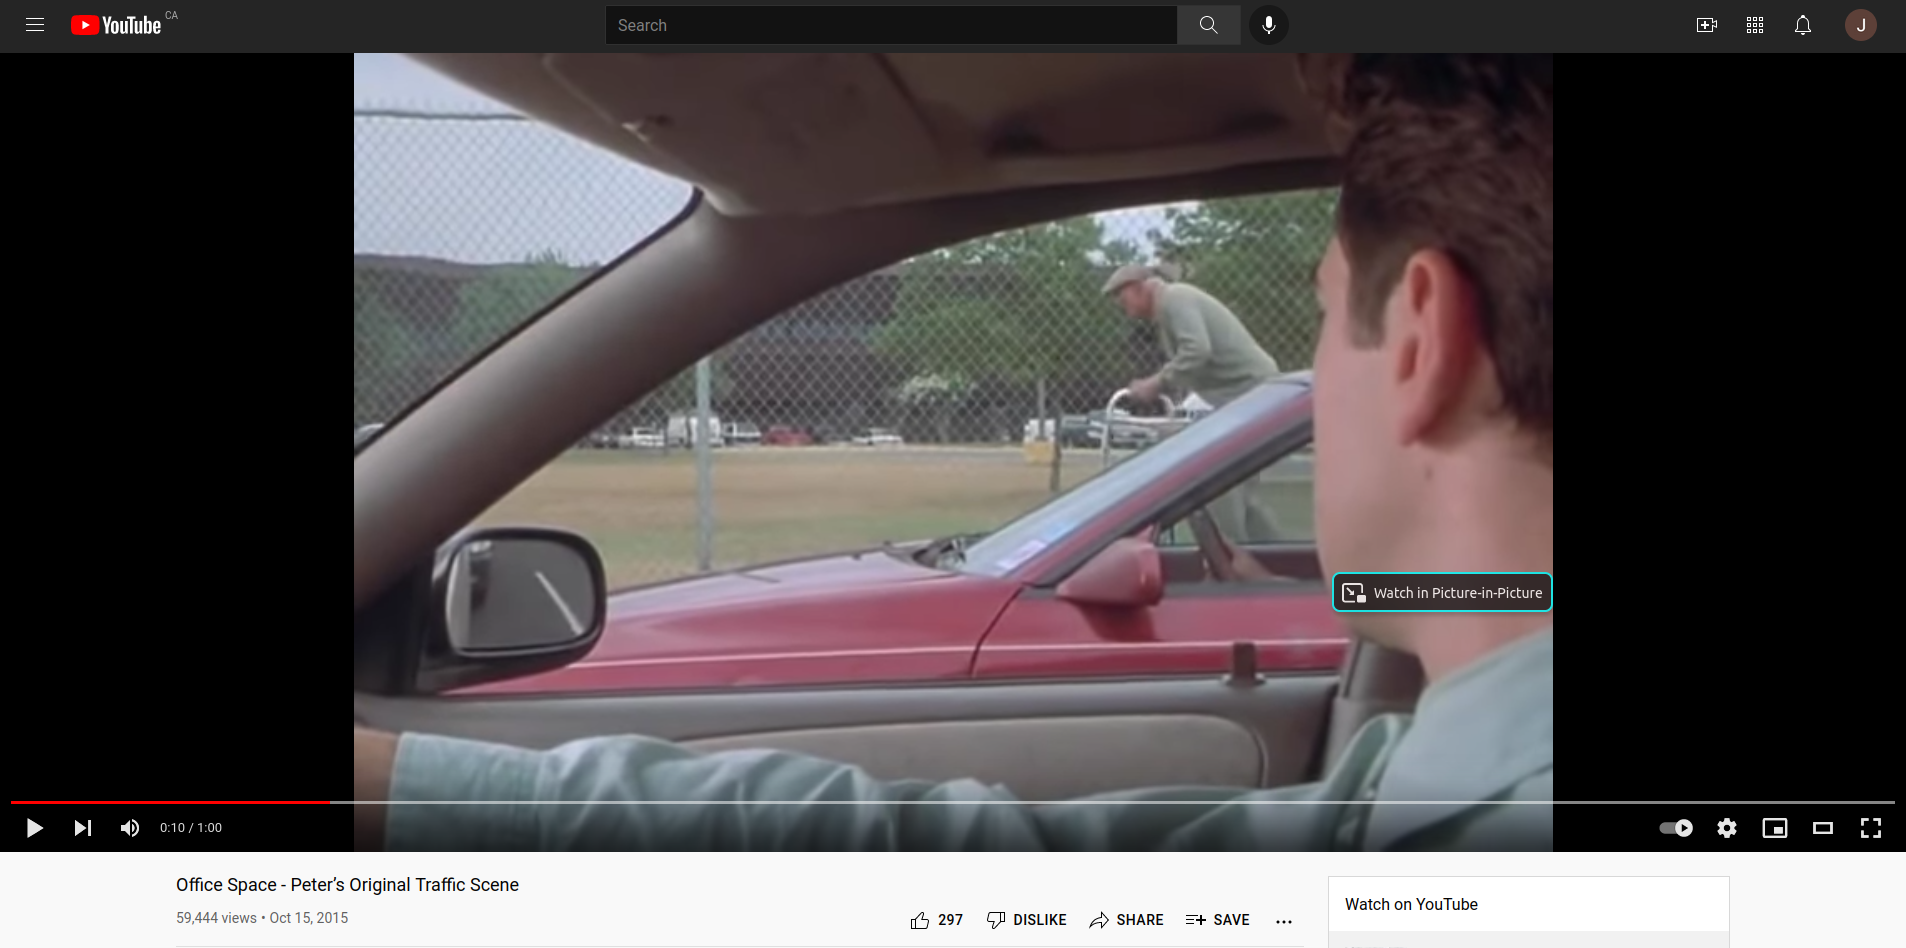 YouTube CA
Search
J
Watch in Picture-in-Picture
0:10 / 1:00
Office Space - Peter’s Original Traffic Scene
59,444 views • Oct 15, 2015
297 DISLIKE SHARE SAVE
Watch on YouTube